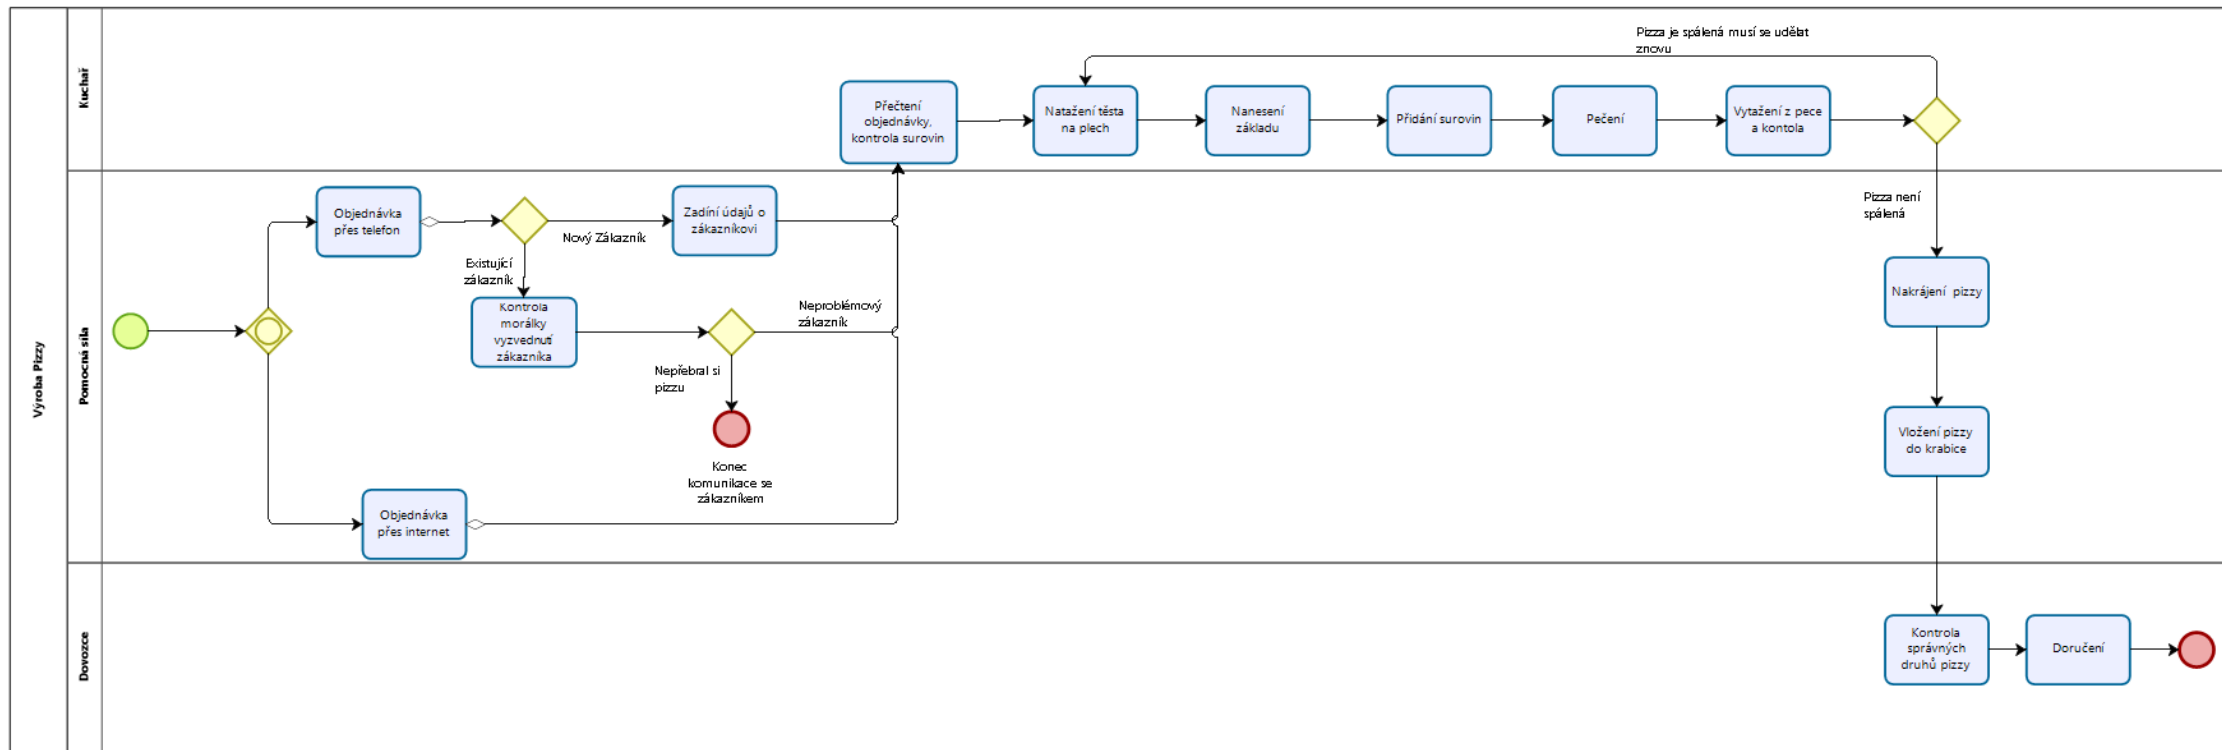 Výroba Pizzy
Kuchař
Pizza je spálená musí se udělat
znovu
Přečtení
objednávky,
kontrola surovin
Natažení těsta
na plech
Nanesení
základu
Přidání surovin
Pečení
Vytažení z pece
a kontola
Pomocná síla
Objednávka
přes telefon
Nový Zákazník
Zadíní údajů o
zákazníkovi
Existující
zákazník
Kontrola
morálky
vyzvednutí
zákazníka
Neproblémový
zákazník
Nepřebral si
pizzu
Konec
komunikace se
zákazníkem
Objednávka
přes internet
Pizza není
spálená
Nakrájení pizzy
Vložení pizzy
do krabice
Dovozce
Kontrola
správných
druhů pizzy
Doručení